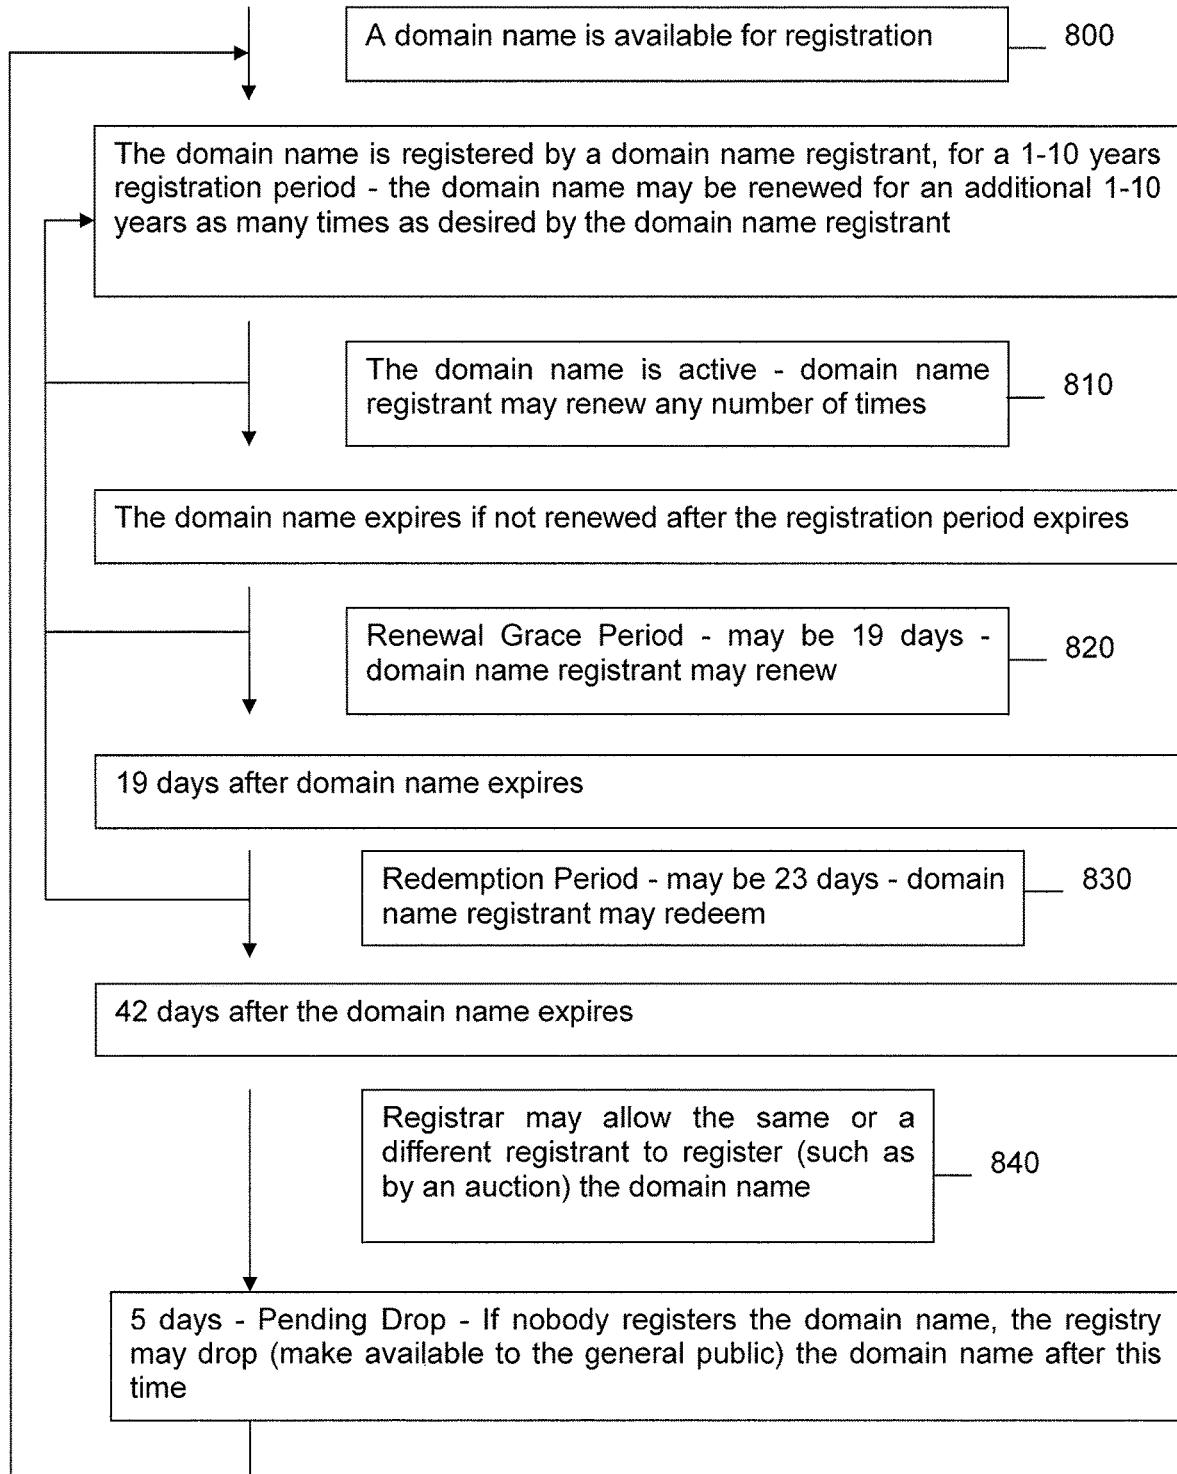 A domain name is available for registration
800
The domain name is registered by a domain name registrant, for a 1-10 years
registration period - the domain name may be renewed for an additional 1-10
years as many times as desired by the domain name registrant
The domain name is active - domain name
registrant may renew any number of times
810
The domain name expires if not renewed after the registration period expires
Renewal Grace Period - may be 19 days -
domain name registrant may renew
820
19 days after domain name expires
Redemption Period - may be 23 days - domain
name registrant may redeem
830
42 days after the domain name expires
Registrar may allow the same or a
different registrant to register (such as
by an auction) the domain name
840
5 days - Pending Drop - If nobody registers the domain name, the registry
may drop (make available to the general public) the domain name after this
time